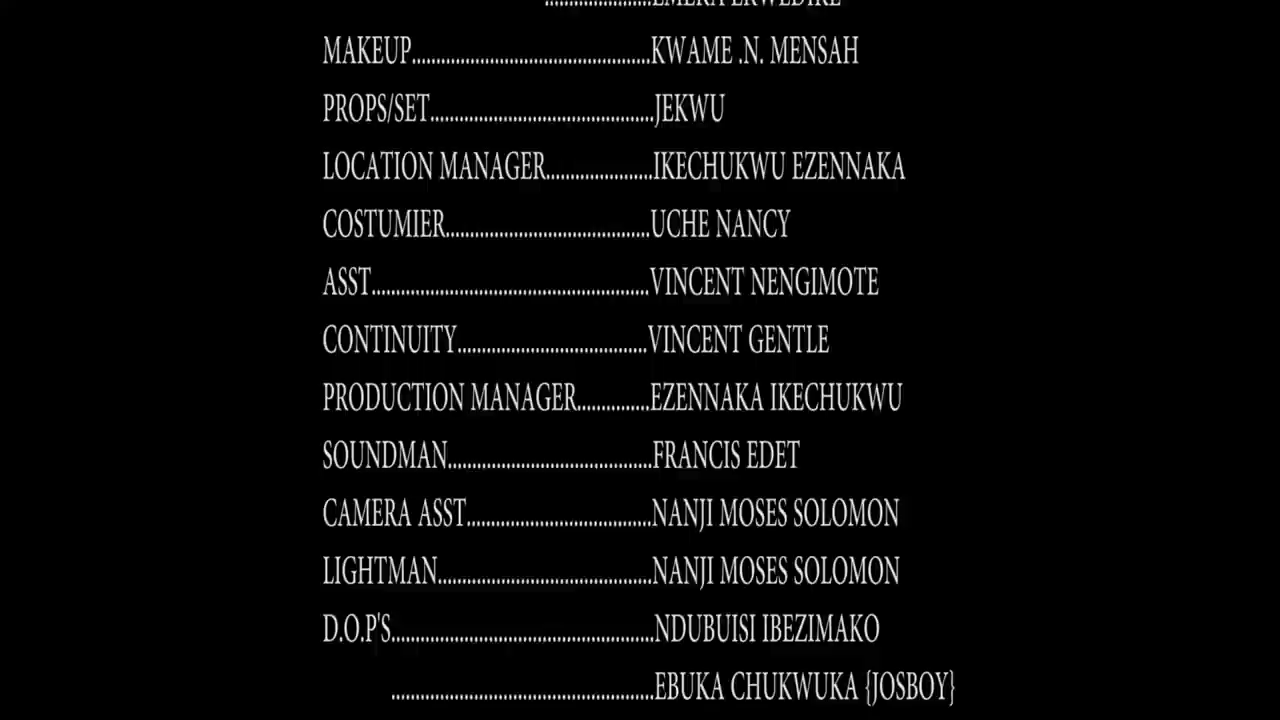 MAKEUP.................................................KWAME .N. MENSAH
PROPS/SET..............................................JEKWU
LOCATION MANAGER......................IKECHUKWU EZENNAKA
COSTUMIER..........................................UCHE NANCY
ASST.........................................................VINCENT NENGIMOTE
CONTINUITY.......................................VINCENT GENTLE
PRODUCTION MANAGER...............EZENNAKA IKECHUKWU
SOUNDMAN..........................................FRANCIS EDET
CAMERA ASST......................................NANJI MOSES SOLOMON
LIGHTMAN............................................NANJI MOSES SOLOMON
D.O.P'S......................................................NDUBUISI IBEZIMAKO
......................................................EBUKA CHUKWUKA {JOSBOY}